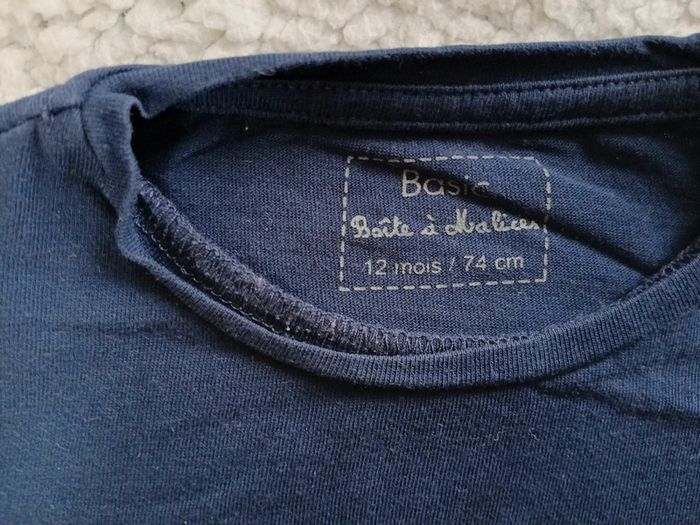 Basic
Boîte à Malices
12 mois / 74 cm